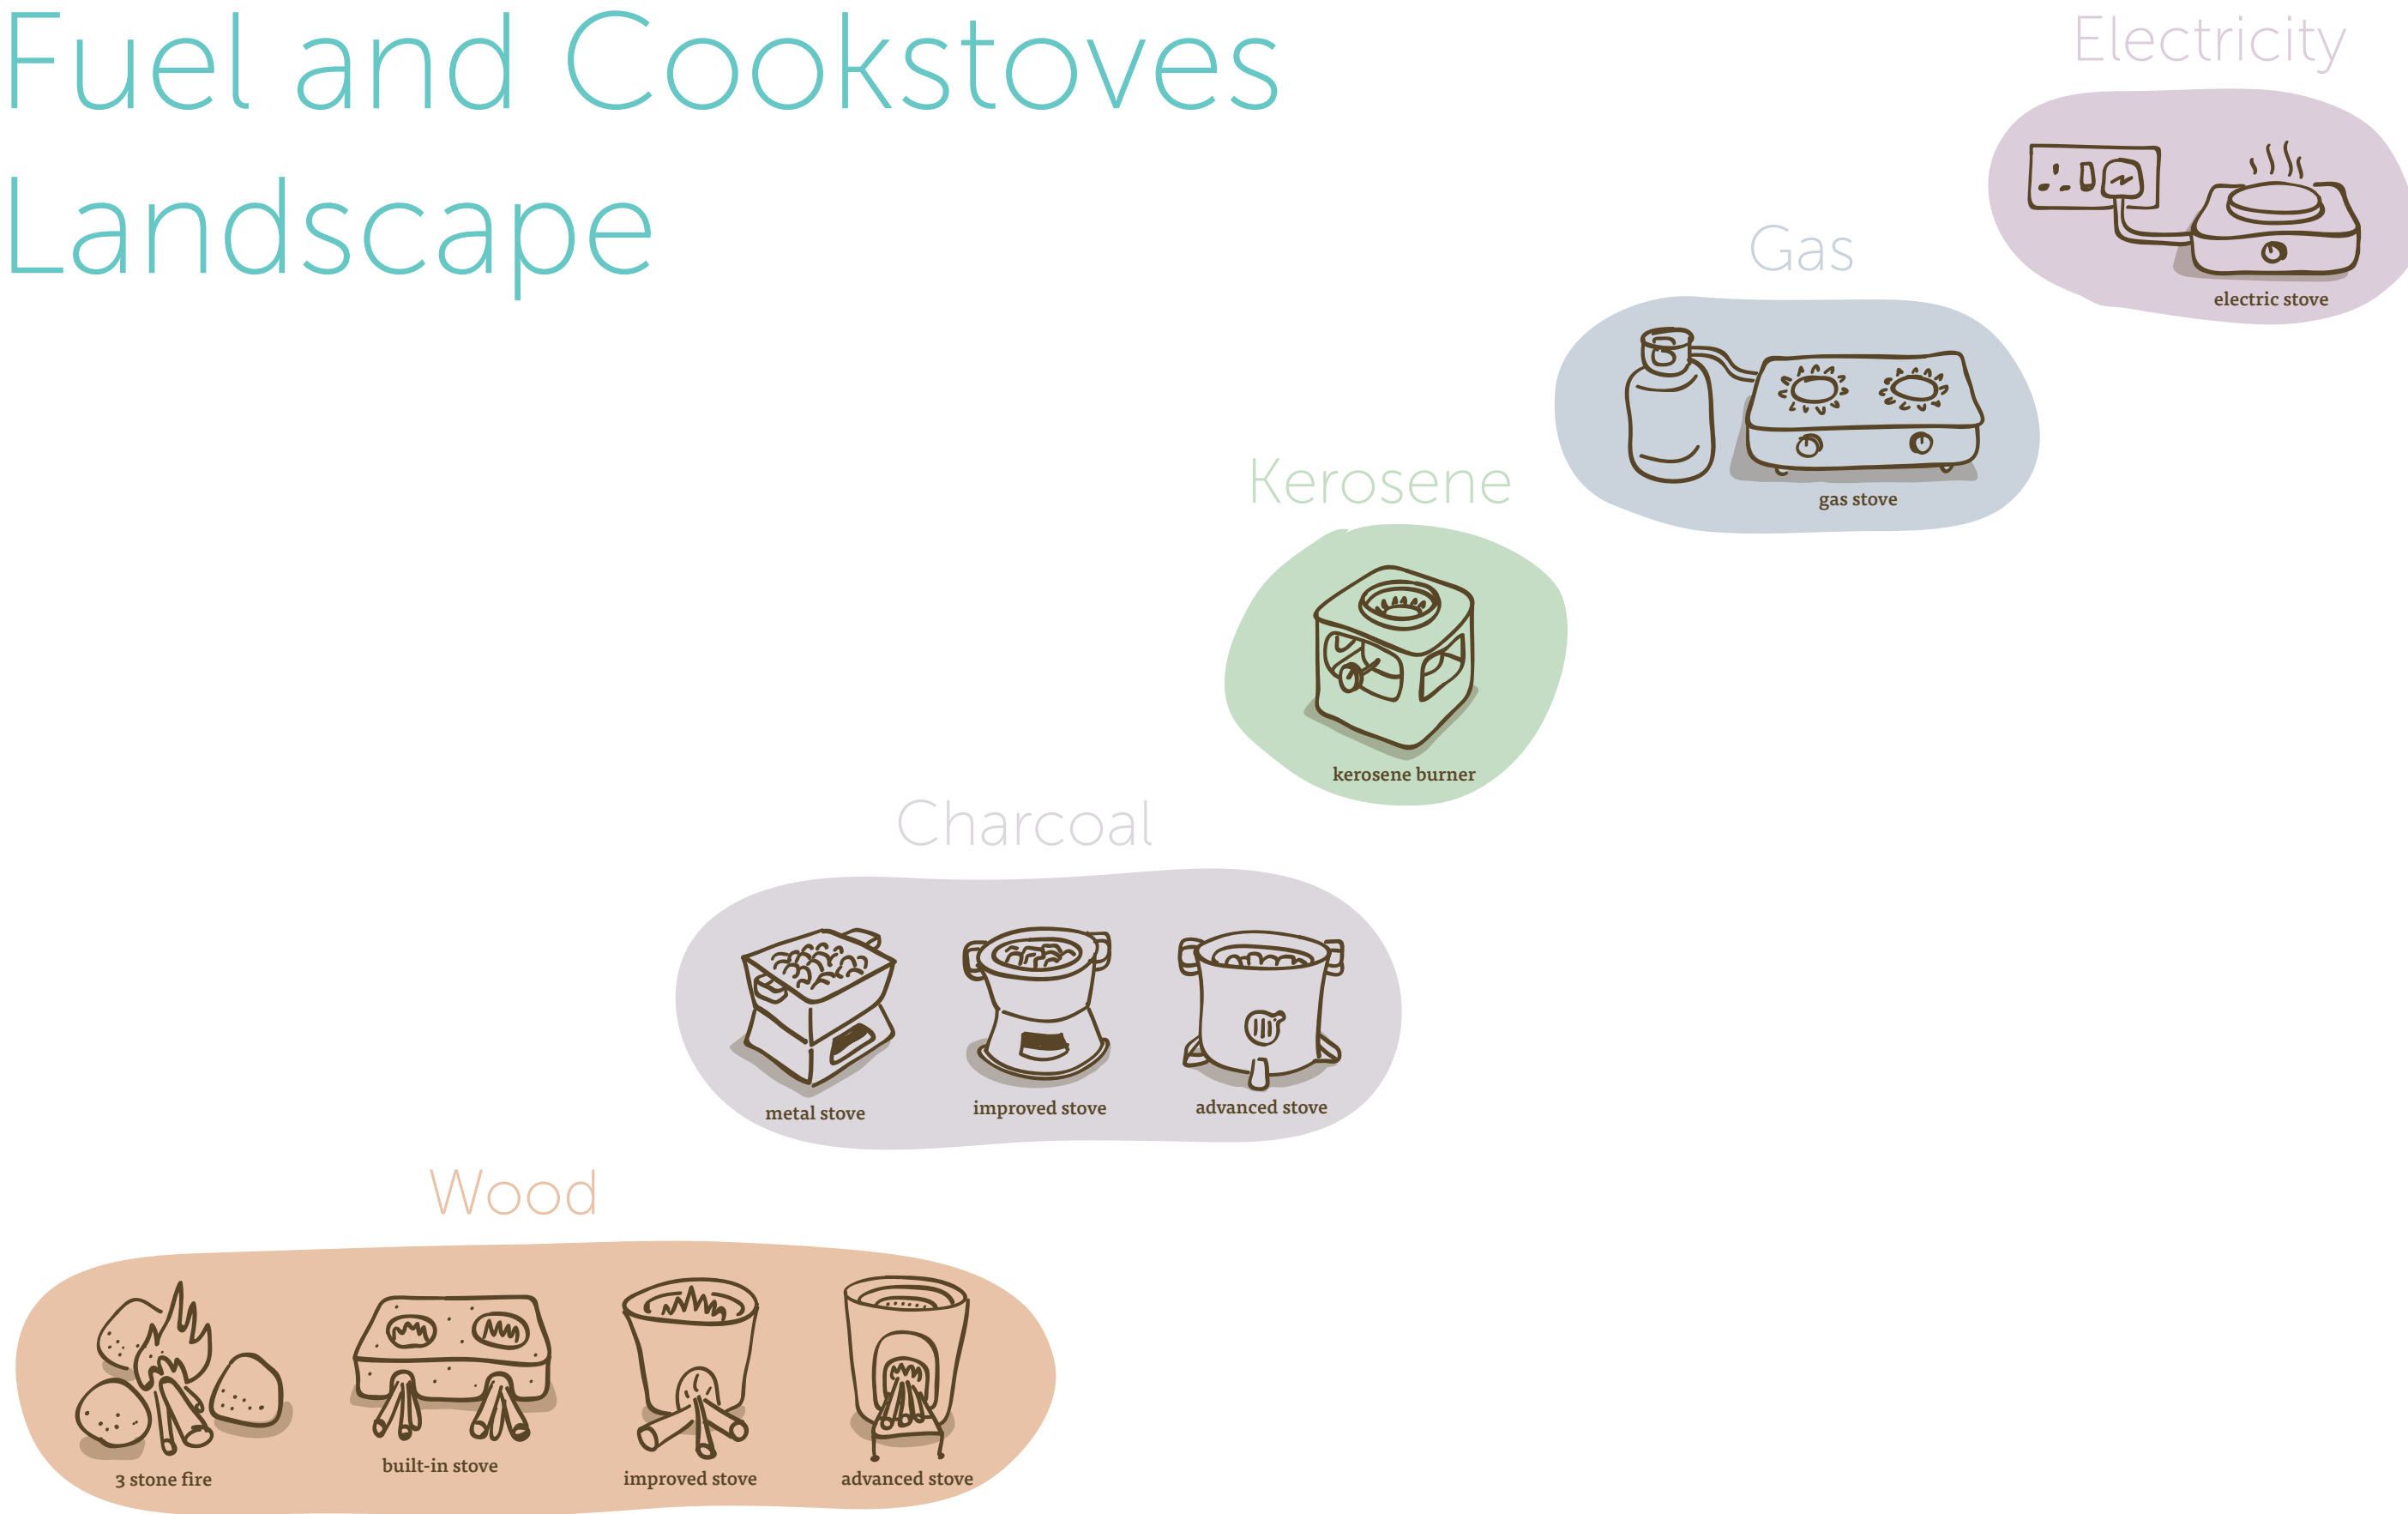 Fuel and Cookstoves
Landscape
Electricity
electric stove
Gas
gas stove
Kerosene
kerosene burner
Charcoal
metal stove
improved stove
advanced stove
Wood
3 stone fire
built-in stove
improved stove
advanced stove